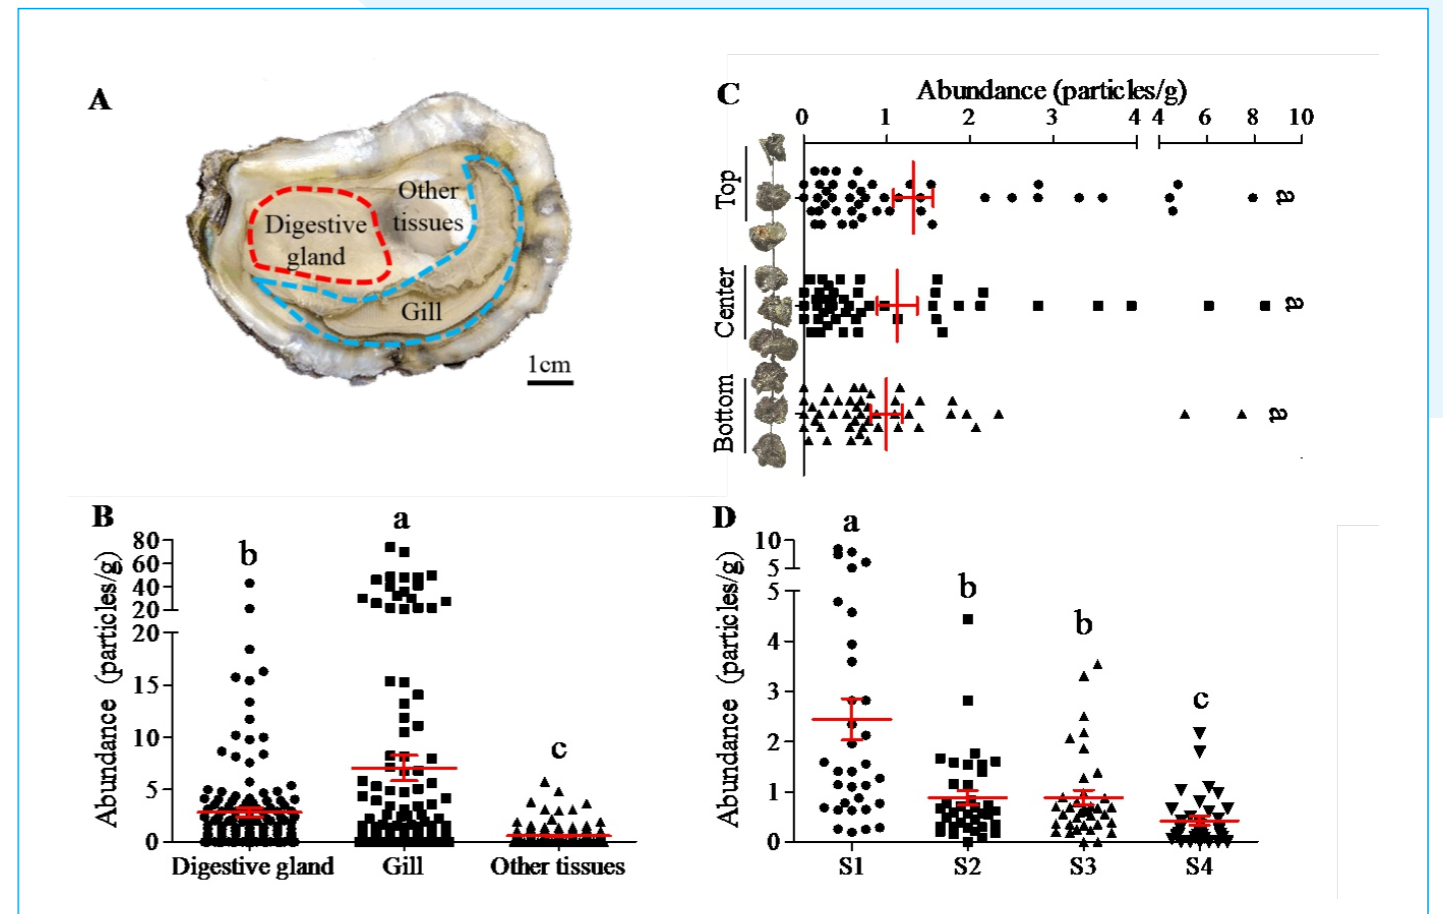 A
Other
tissues
Digestive
gland
Gill
1cm
C
Abundance (particles/g)
0 1 2 3 4 4 6 8 10
Top
a
Center
a
Bottom
a
B
Abundance (particles/g)
80
60
40
20
20
15
10
5
0
b
a
c
Digestive gland Gill Other tissues
D
Abundance (particles/g)
10
5
5
4
3
2
1
0
a
b
b
c
S1 S2 S3 S4